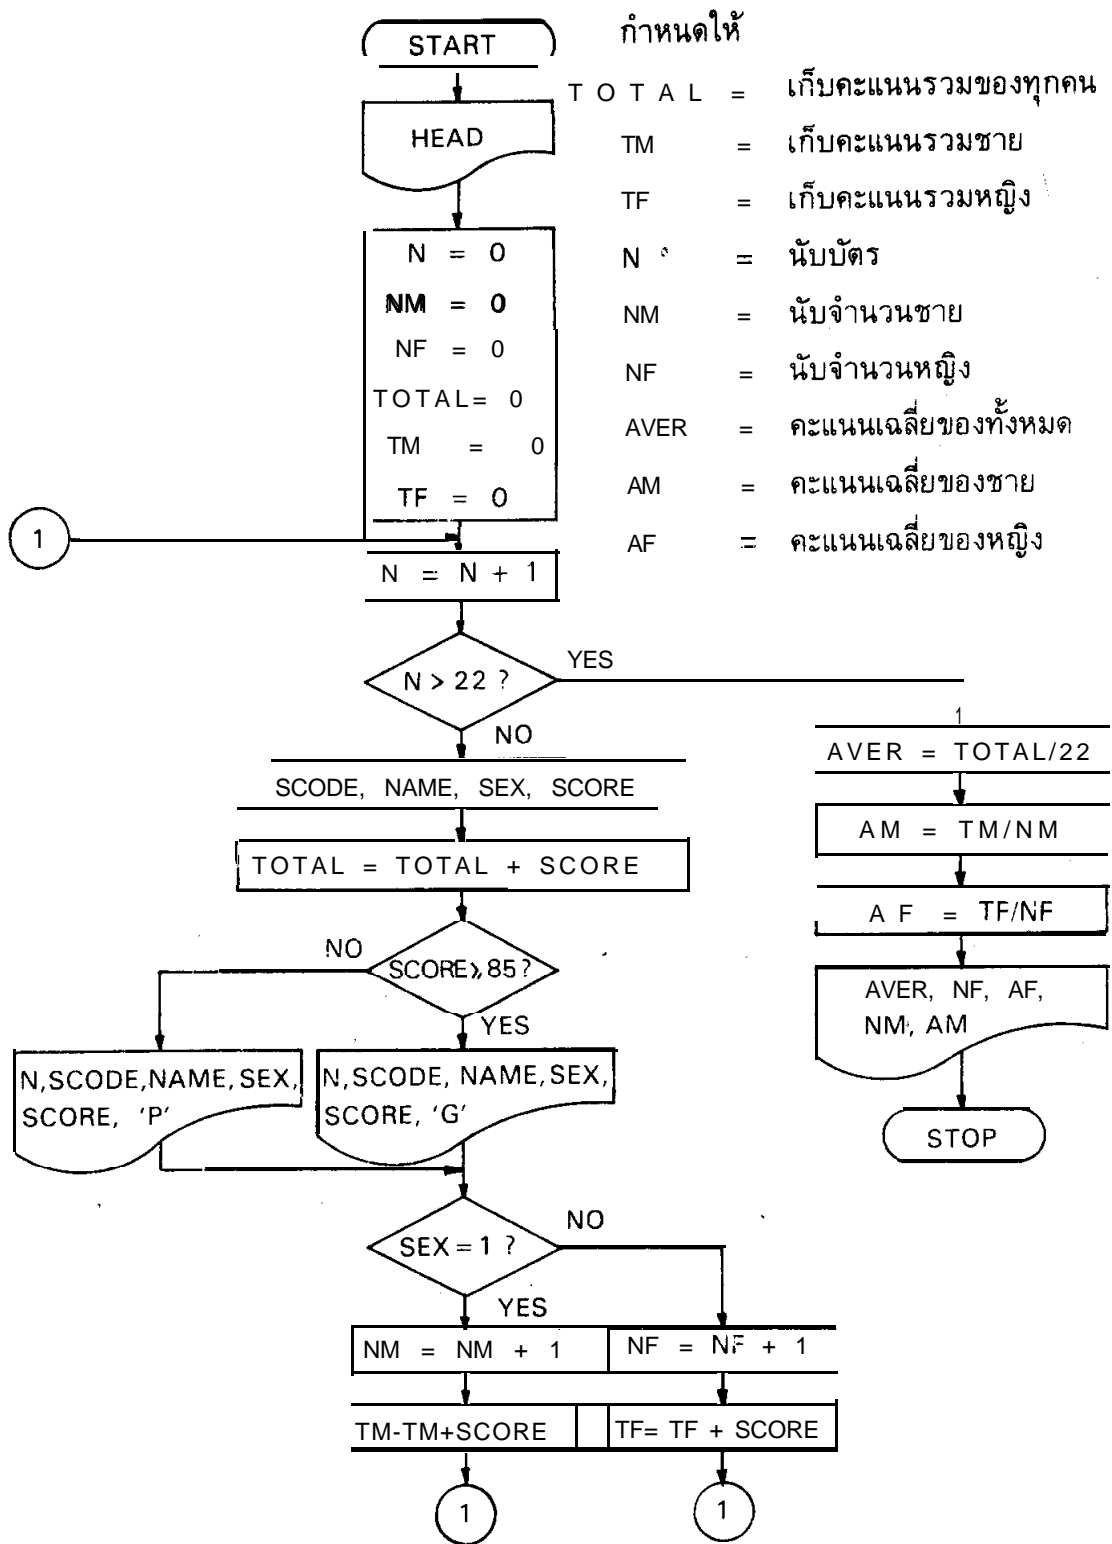 START
HEAD
N = 0
NM = 0
NF = 0
TOTAL = 0
TM = 0
TF = 0
กำหนดให้
TOTAL = เก็บคะแนนรวมของทุกคน
TM = เก็บคะแนนรวมชาย
TF = เก็บคะแนนรวมหญิง
N = นับบัตร
NM = นับจำนวนชาย
NF = นับจำนวนหญิง
AVER = คะแนนเฉลี่ยของทั้งหมด
AM = คะแนนเฉลี่ยของชาย
AF = คะแนนเฉลี่ยของหญิง
1
N = N + 1
N > 22 ?
YES
NO
SCODE, NAME, SEX, SCORE
TOTAL = TOTAL + SCORE
SCORE ⩾ 85 ?
NO
YES
N,SCODE,NAME,SEX,
SCORE, 'P'
N,SCODE, NAME,SEX,
SCORE, 'G'
SEX = 1 ?
NO
YES
NM = NM + 1
NF = NF + 1
TM-TM+SCORE
TF= TF + SCORE
1
1
1
AVER = TOTAL/22
AM = TM/NM
AF = TF/NF
AVER, NF, AF,
NM, AM
STOP